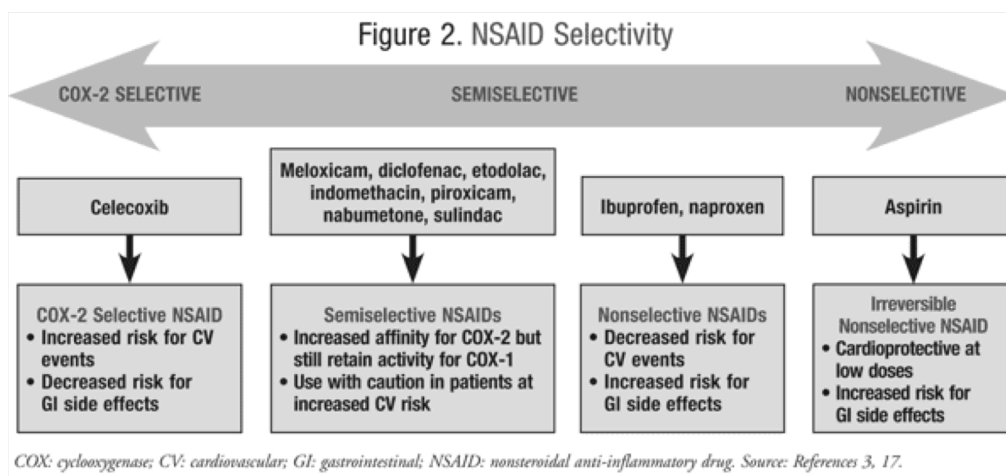 Figure 2. NSAID Selectivity
COX-2 SELECTIVE
SEMISELECTIVE
NONSELECTIVE
Celecoxib
Meloxicam, diclofenac, etodolac,
indomethacin, piroxicam,
nabumetone, sulindac
Ibuprofen, naproxen
Aspirin
COX-2 Selective NSAID
• Increased risk for CV
events
• Decreased risk for
GI side effects
Semiselective NSAIDs
• Increased affinity for COX-2 but
still retain activity for COX-1
• Use with caution in patients at
increased CV risk
Nonselective NSAIDs
• Decreased risk for
CV events
• Increased risk for
GI side effects
Irreversible
Nonselective NSAID
• Cardioprotective at
low doses
• Increased risk for
GI side effects
COX: cyclooxygenase; CV: cardiovascular; GI: gastrointestinal; NSAID: nonsteroidal anti-inflammatory drug. Source: References 3, 17.